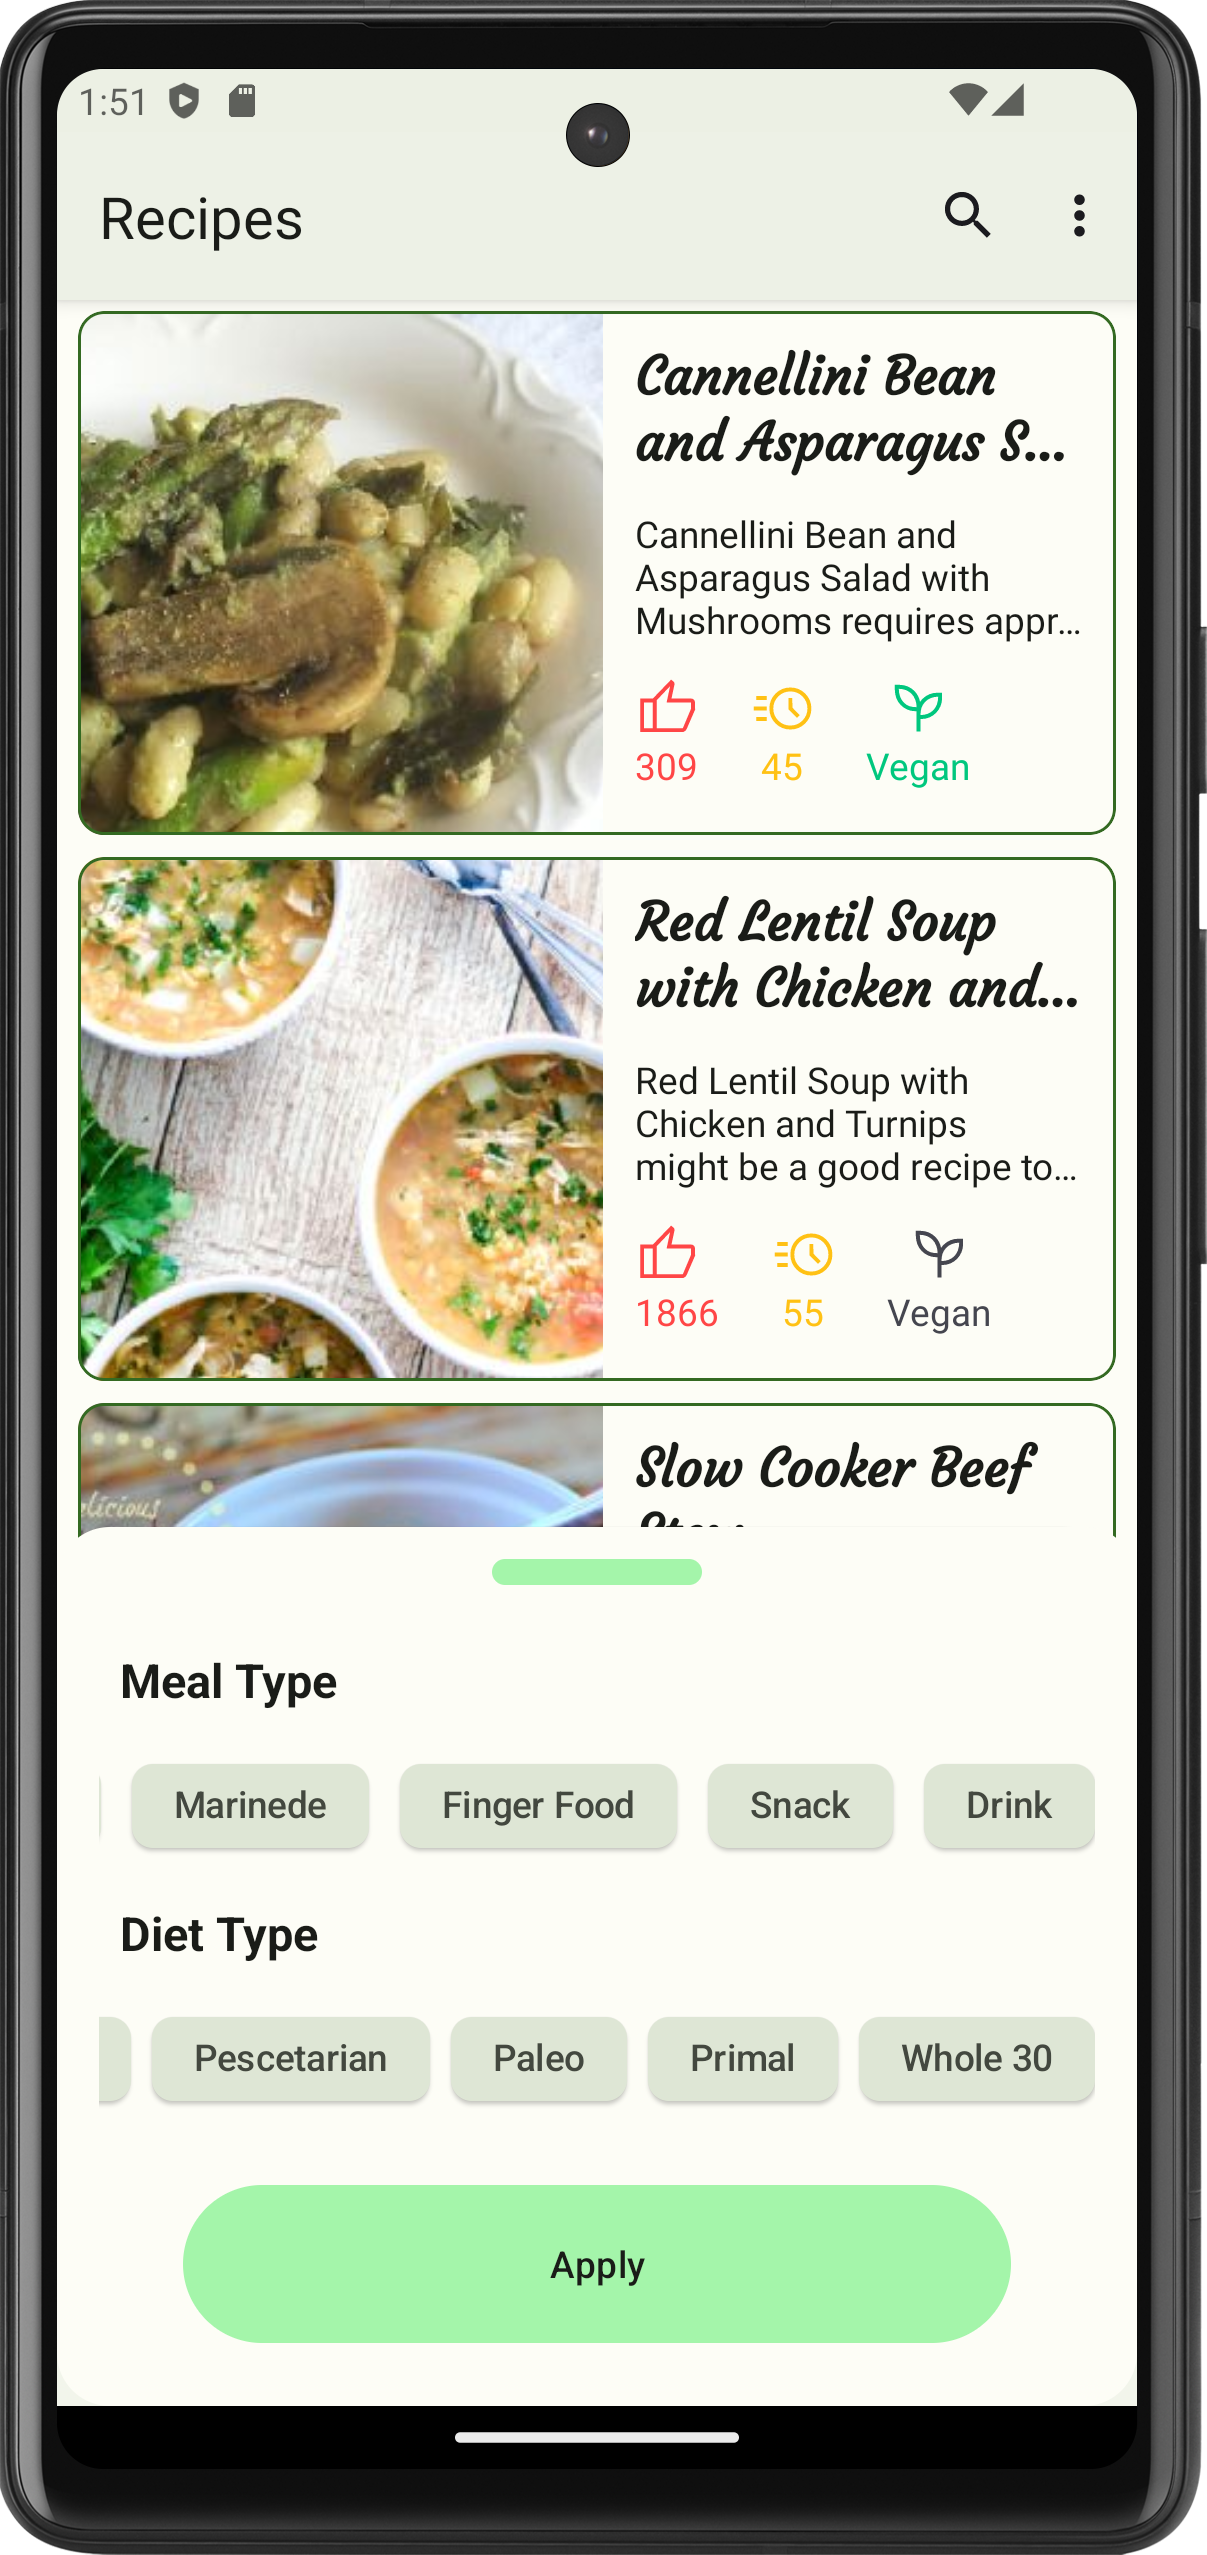 1:51
Recipes
Cannellini Bean
and Asparagus S...
Cannellini Bean and
Asparagus Salad with
Mushrooms requires appr...
309 45 Vegan
Red Lentil Soup
with Chicken and...
Red Lentil Soup with
Chicken and Turnips
might be a good recipe to...
1866 55 Vegan
licious
Slow Cooker Beef
Meal Type
Marinede Finger Food Snack Drink
Diet Type
Pescetarian Paleo Primal Whole 30
Apply